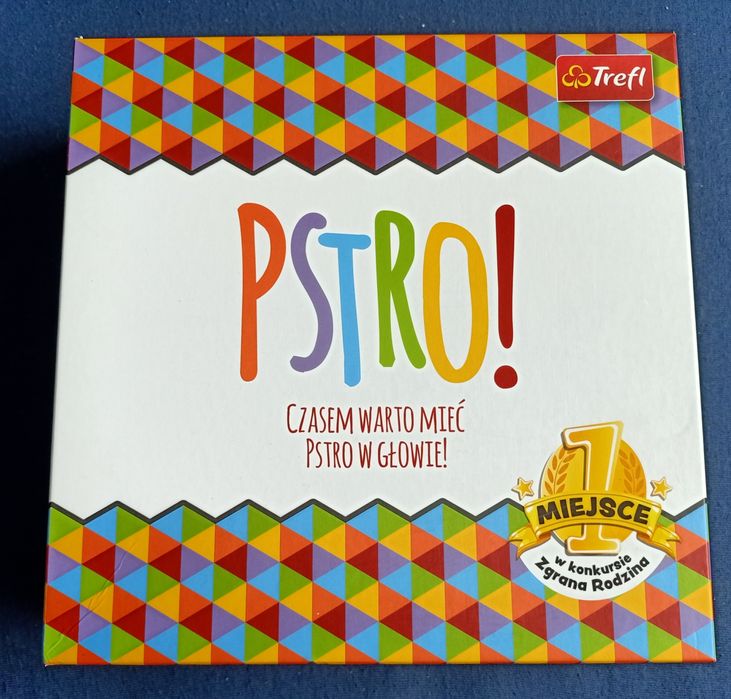 Trefl
PSTRO!
CZASEM WARTO MIEĆ
PSTRO W GŁOWIE!
1
MIEJSCE
w konkursie
Zgrana Rodzina